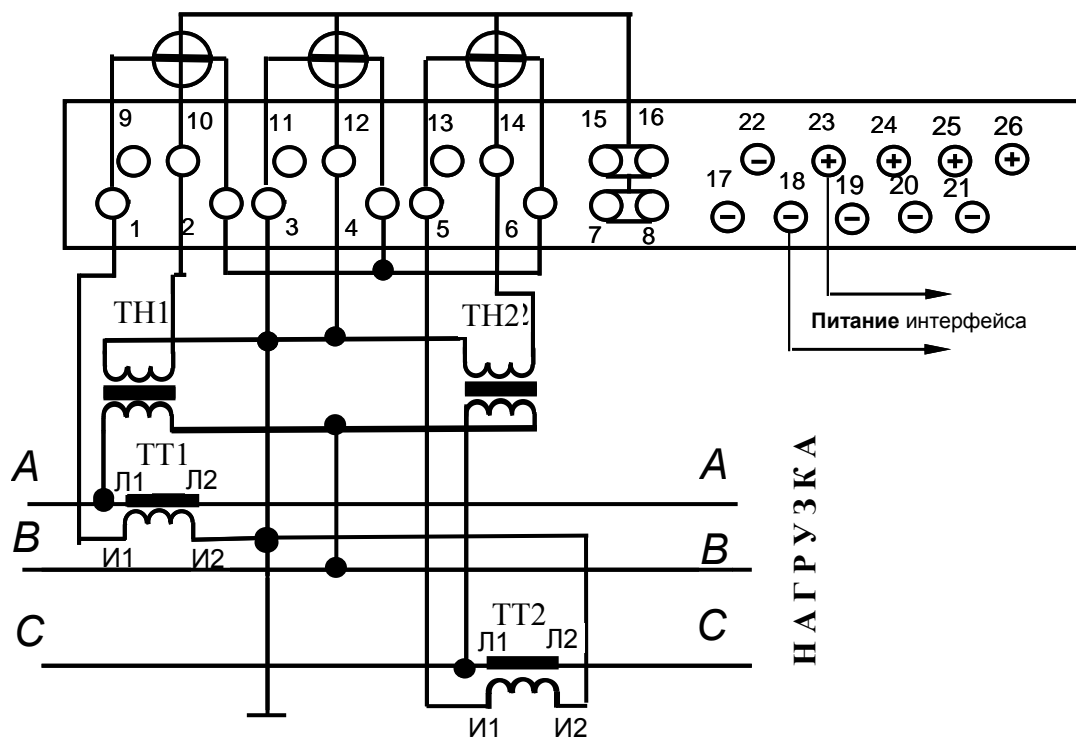 9 10 11 12 13 14 15 16
22 23 24 25 26
17 18 19 20 21
1 2 3 4 5 6 7 8
ТН1 ТН22
Питание интерфейса
ТТ1
A Л1 Л2 A
B И1 И2 B
ТТ2
C Л1 Л2 C
И1 И2
НАГРУЗКА